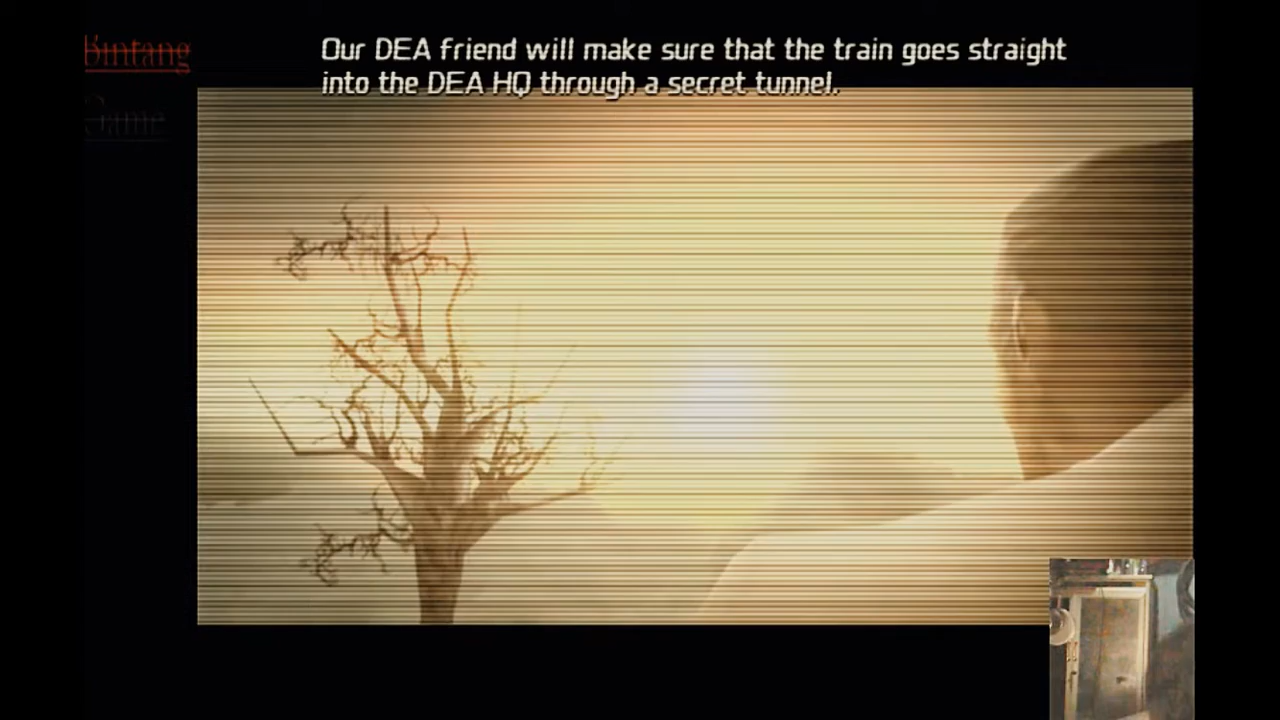 Bintang
Game
Our DEA friend will make sure that the train goes straight
into the DEA HQ through a secret tunnel.